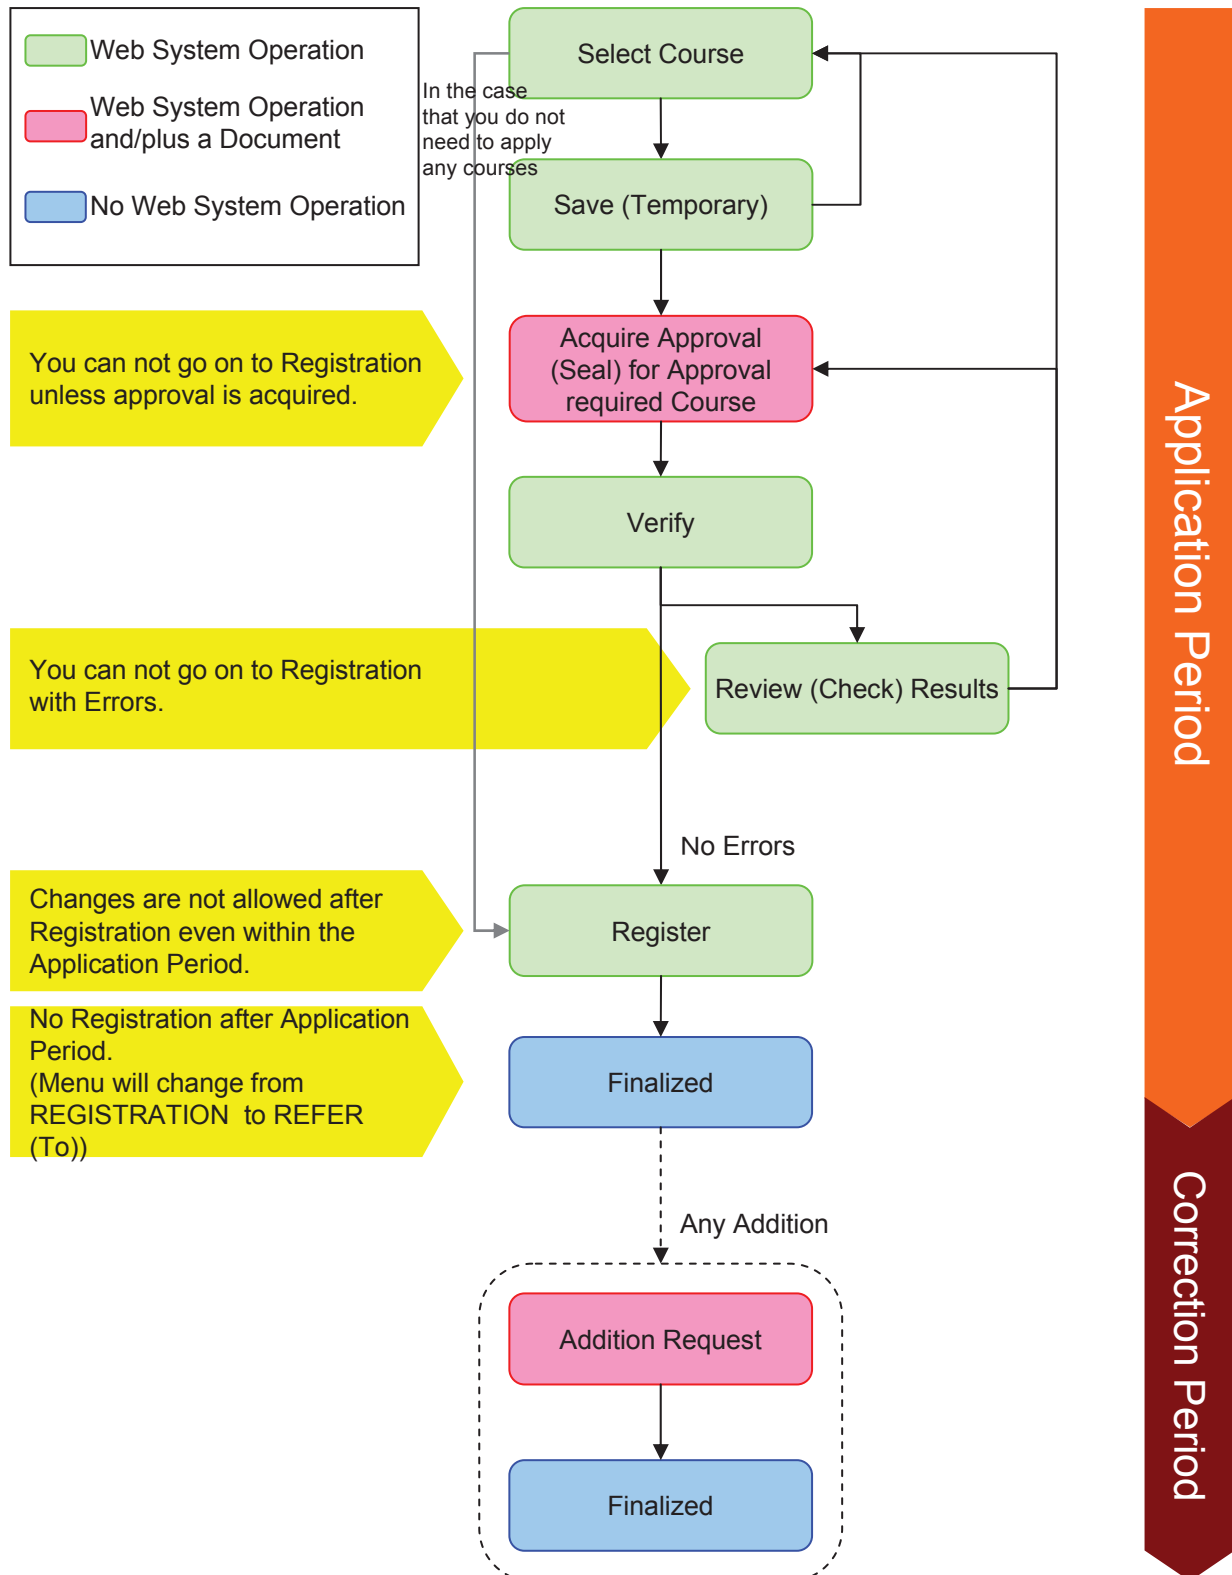 Web System Operation
Web System Operation
and/plus a Document
No Web System Operation
In the case
that you do not
need to apply
any courses
Select Course
Save (Temporary)
You can not go on to Registration
unless approval is acquired.
Acquire Approval
(Seal) for Approval
required Course
Verify
You can not go on to Registration
with Errors.
Review (Check) Results
No Errors
Changes are not allowed after
Registration even within the
Application Period.
Register
No Registration after Application
Period.
(Menu will change from
REGISTRATION  to REFER
(To))
Finalized
Any Addition
Addition Request
Finalized
Application Period
Correction Period